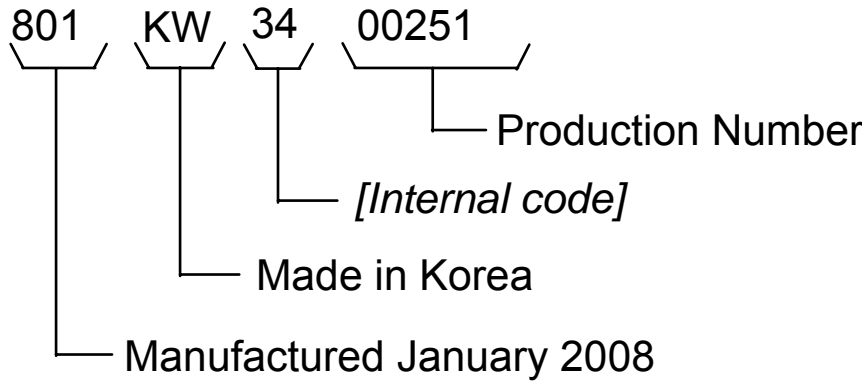 801 KW 34 00251
Production Number
[Internal code]
Made in Korea
Manufactured January 2008